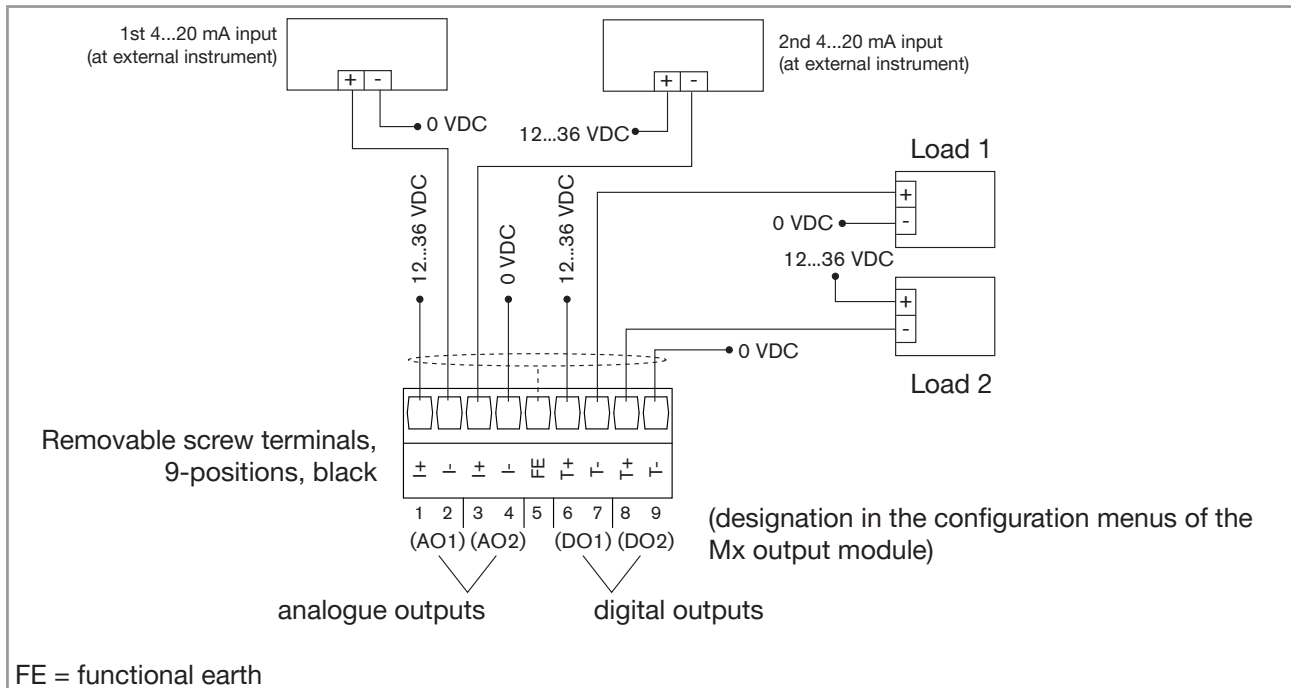 1st 4...20 mA input
(at external instrument)
+ -
0 VDC
2nd 4...20 mA input
(at external instrument)
+ -
12...36 VDC
Load 1
+
-
0 VDC
12...36 VDC
+
-
Load 2
12...36 VDC
0 VDC
12...36 VDC
0 VDC
Removable screw terminals,
9-positions, black
I+ I- I+ I- FE T+ T- T+ T-
1 2 3 4 5 6 7 8 9
(AO1) (AO2) (DO1) (DO2)
(designation in the configuration menus of the
Mx output module)
analogue outputs
digital outputs
FE = functional earth